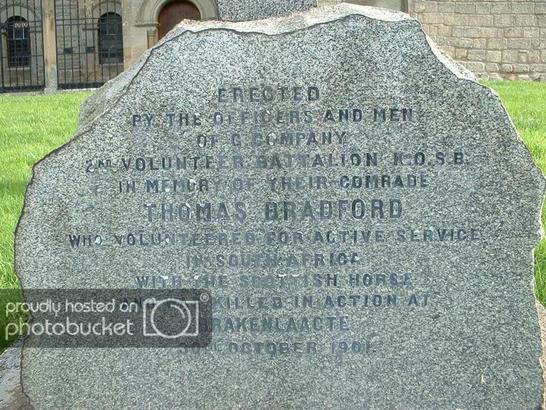 ERECTED
BY THE OFFICERS AND MEN
OF G COMPANY
2ND VOLUNTEER BATTALION K.O.S.B.
IN MEMORY OF THEIR COMRADE
THOMAS BRADFORD
WHO VOLUNTEERED FOR ACTIVE SERVICE
IN SOUTH AFRICA
WITH THE SCOTTISH HORSE
KILLED IN ACTION AT
BRAKENLAACTE
OCTOBER 1901.
proudly hosted on
photobucket